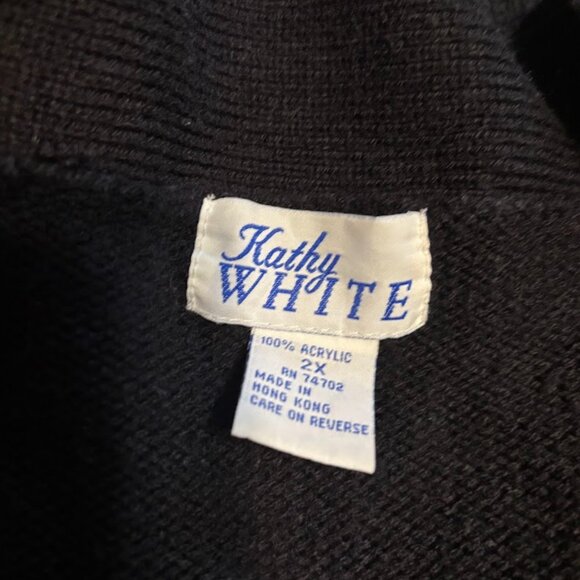 Kathy
WHITE
100% ACRYLIC
2X
RN 74702
MADE IN
HONG KONG
CARE ON REVERSE